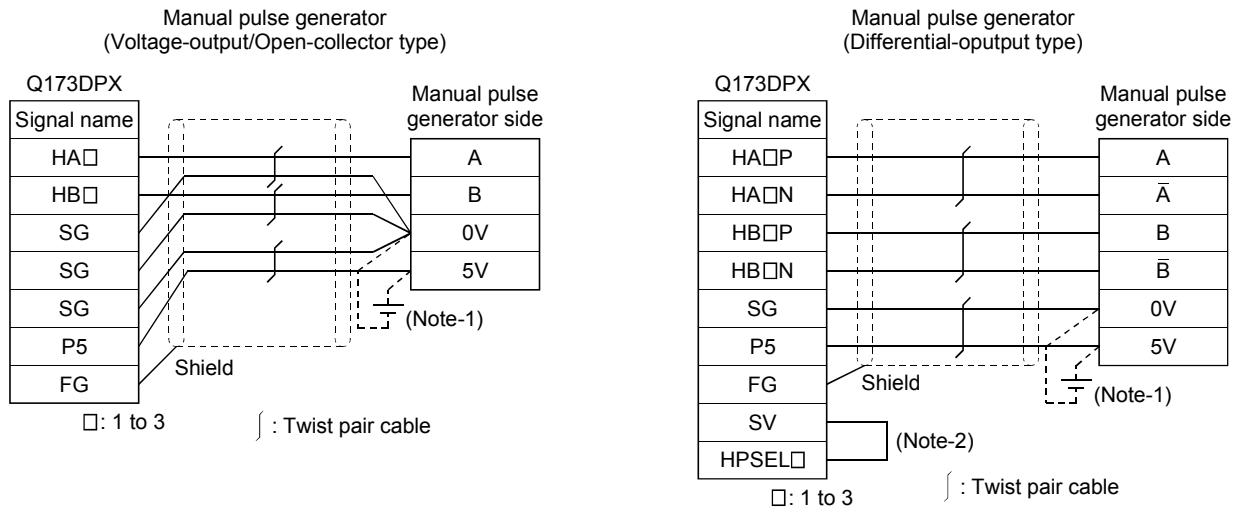 Manual pulse generator
(Voltage-output/Open-collector type)
Q173DPX
Manual pulse
generator side
Signal name
HA□
A
HB□
B
SG
0V
SG
5V
SG
(Note-1)
P5
Shield
FG
□: 1 to 3
⌠: Twist pair cable
Manual pulse generator
(Differential-oputput type)
Q173DPX
Manual pulse
generator side
Signal name
HA□P
A
HA□N
A̅
HB□P
B
HB□N
B̅
SG
0V
P5
5V
FG
Shield
(Note-1)
SV
(Note-2)
HPSEL□
□: 1 to 3
⌠: Twist pair cable